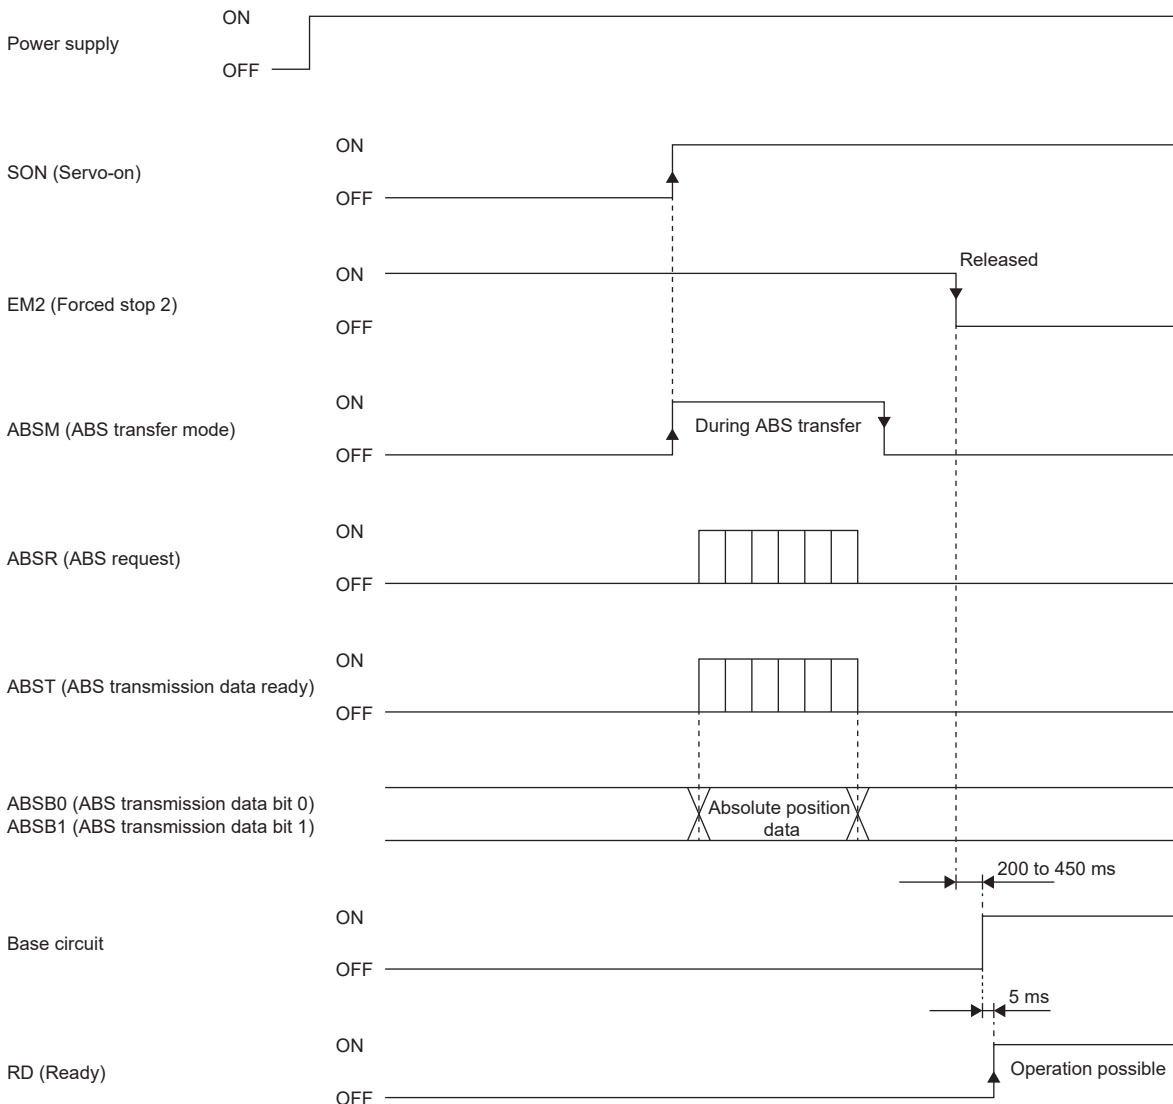 ON
Power supply
OFF
ON
SON (Servo-on)
OFF
Released
ON
EM2 (Forced stop 2)
OFF
ON
During ABS transfer
ABSM (ABS transfer mode)
OFF
ON
ABSR (ABS request)
OFF
ON
ABST (ABS transmission data ready)
OFF
ABSB0 (ABS transmission data bit 0)
ABSB1 (ABS transmission data bit 1)
Absolute position
data
200 to 450 ms
ON
Base circuit
OFF
5 ms
ON
Operation possible
RD (Ready)
OFF